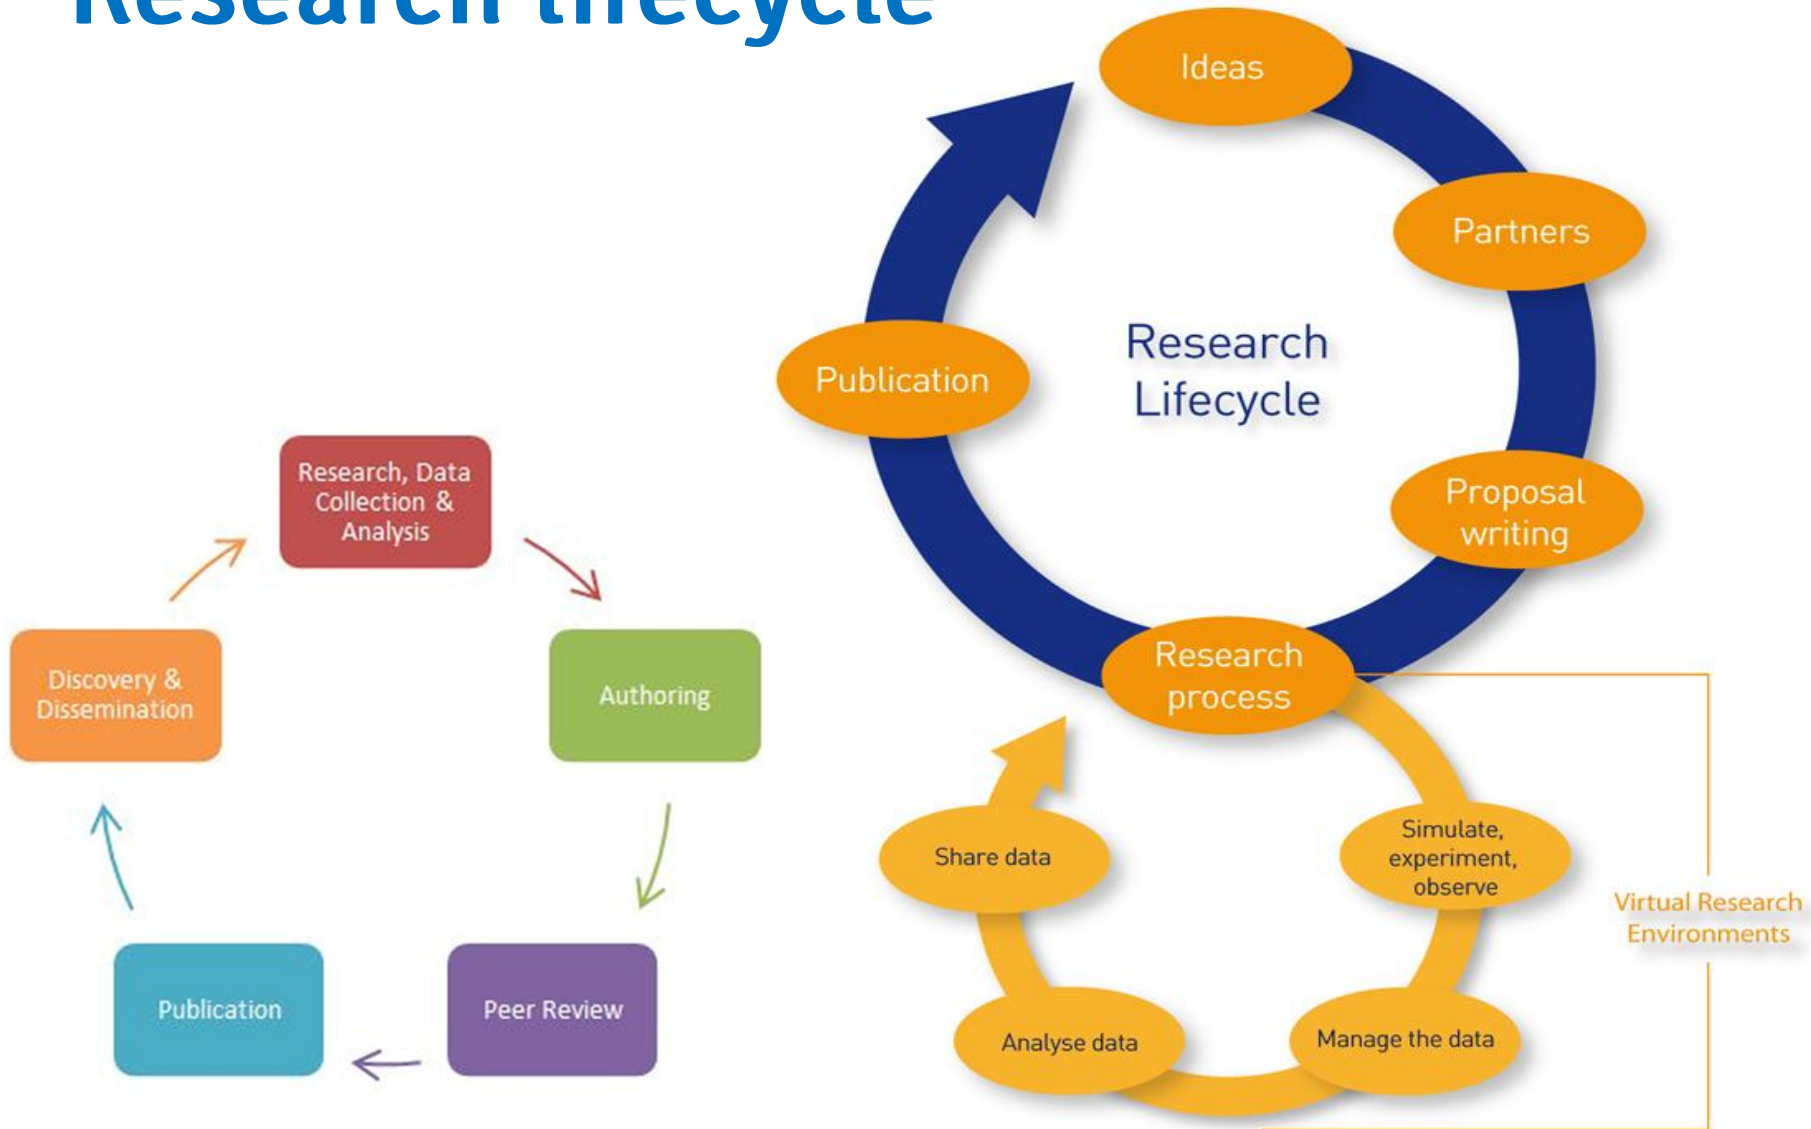 Research lifecycle
Research, Data
Collection &
Analysis
Authoring
Peer Review
Publication
Discovery &
Dissemination
Research
Lifecycle
Ideas
Partners
Proposal
writing
Research
process
Publication
Simulate,
experiment,
observe
Manage the data
Analyse data
Share data
Virtual Research
Environments